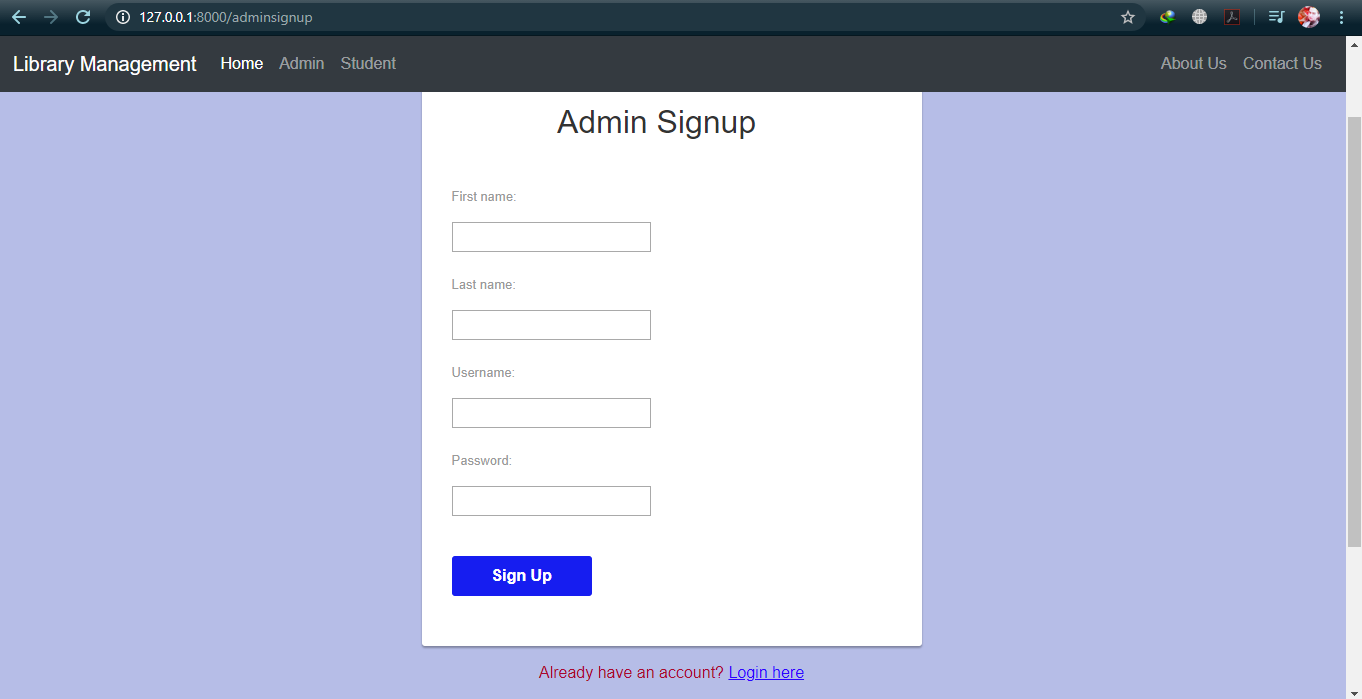 127.0.0.1:8000/adminsignup
Library Management Home Admin Student About Us Contact Us
Admin Signup
First name:
Last name:
Username:
Password:
Sign Up
Already have an account? Login here